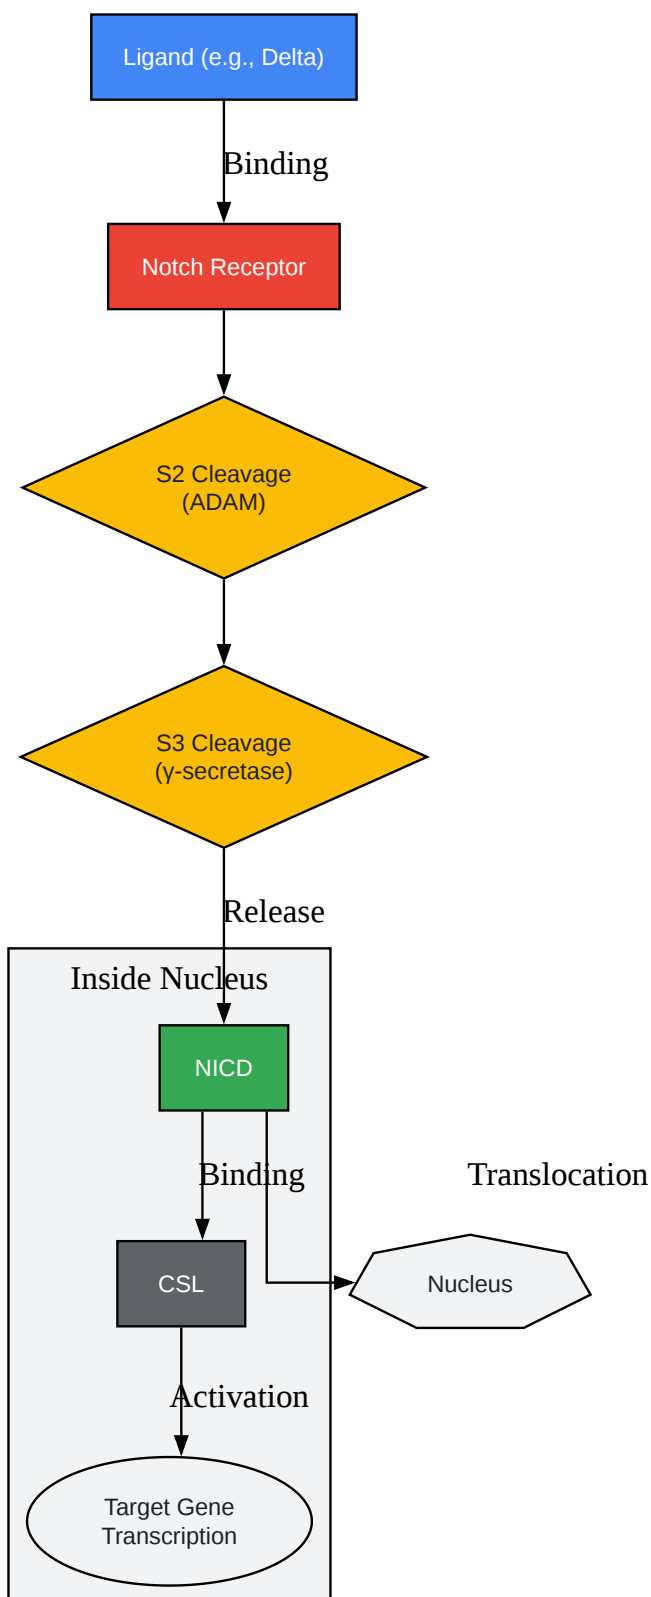 Ligand (e.g., Delta)
Binding
Notch Receptor
S2 Cleavage
(ADAM)
S3 Cleavage
(γ-secretase)
Release
Inside Nucleus
NICD
Binding
Translocation
CSL
Nucleus
Activation
Target Gene
Transcription